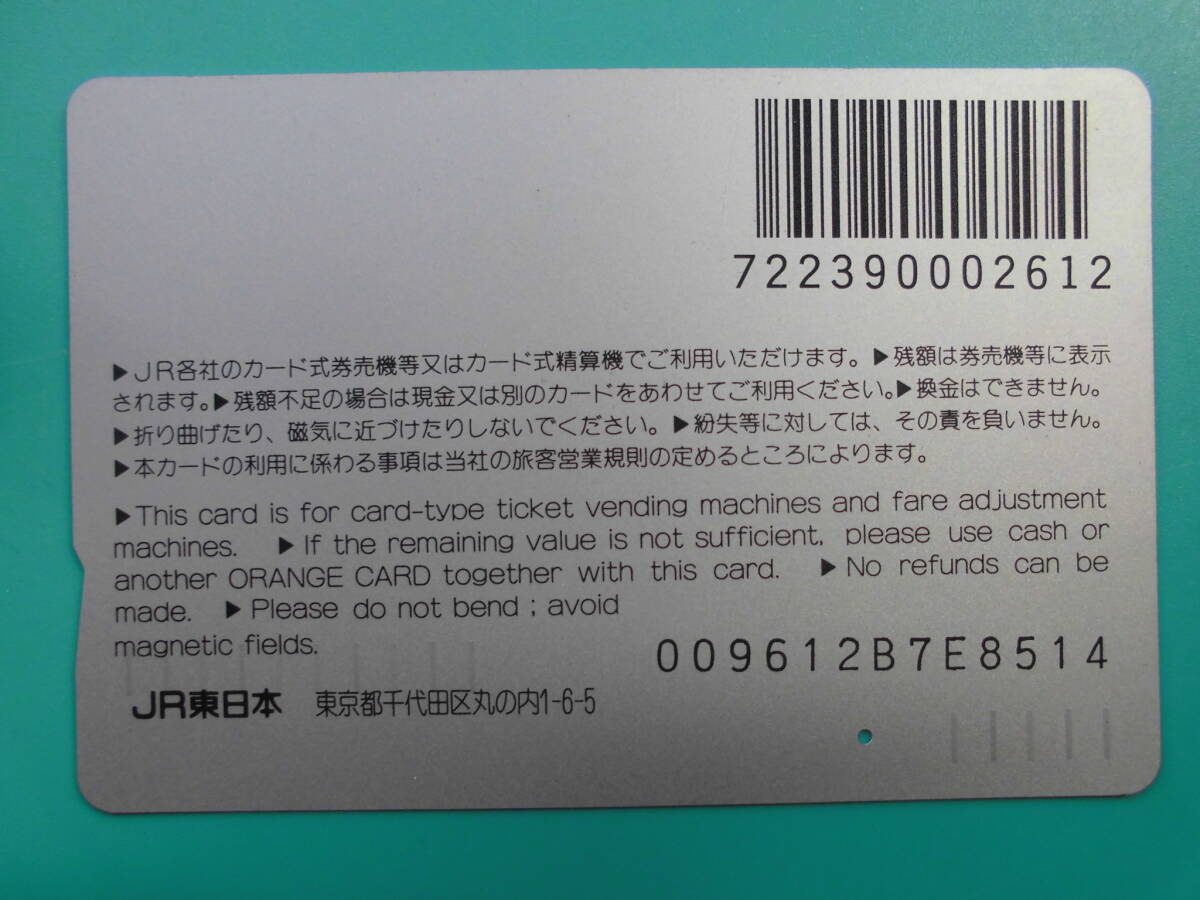 722390002612
▶JR各社のカード式券売機等又はカード式精算機でご利用いただけます。▶残額は券売機等に表示
されます。▶残額不足の場合は現金又は別のカードをあわせてご利用ください。▶換金はできません。
▶折り曲げたり、磁気に近づけたりしないでください。▶紛失等に対しては、その責を負いません。
▶本カードの利用に係わる事項は当社の旅客営業規則の定めるところによります。
▶This card is for card-type ticket vending machines and fare adjustment
machines. ▶If the remaining value is not sufficient, please use cash or
another ORANGE CARD together with this card. ▶No refunds can be
made. ▶Please do not bend ; avoid
magnetic fields.
009612B7E8514
JR東日本 東京都千代田区丸の内1-6-5